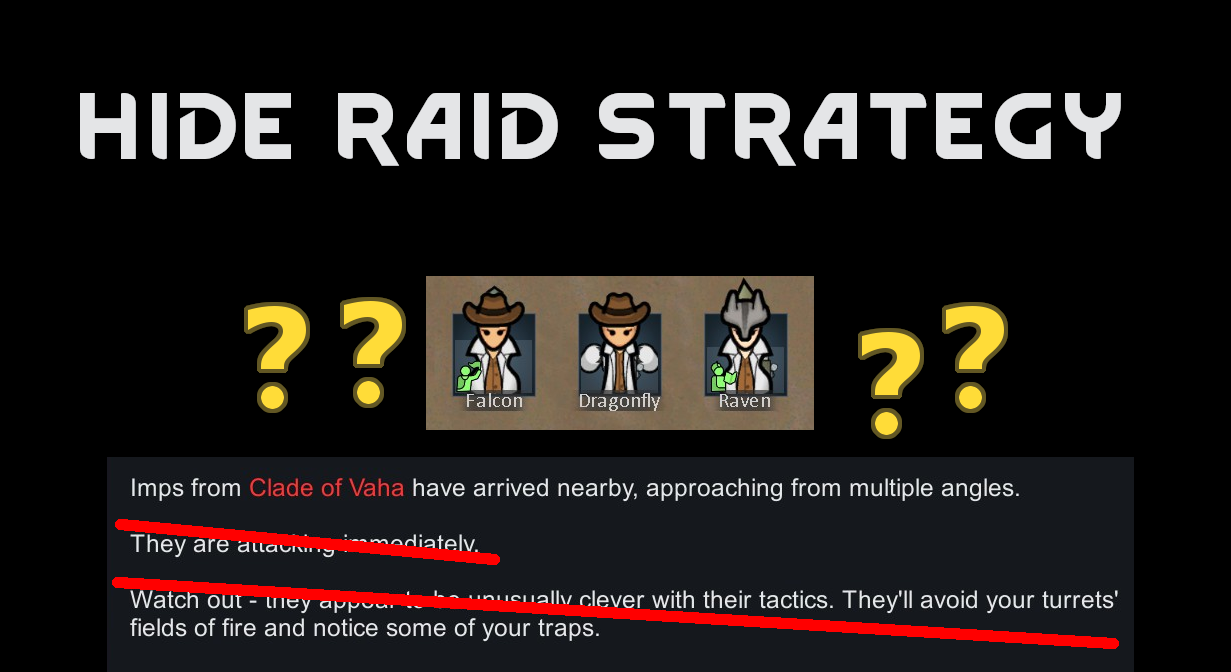 HIDE RAID STRATEGY
? ? ? ?
Falcon Dragonfly Raven
Imps from Clade of Vaha have arrived nearby, approaching from multiple angles.
They are attacking immediately.
Watch out - they appear to be unusually clever with their tactics. They'll avoid your turrets'
fields of fire and notice some of your traps.